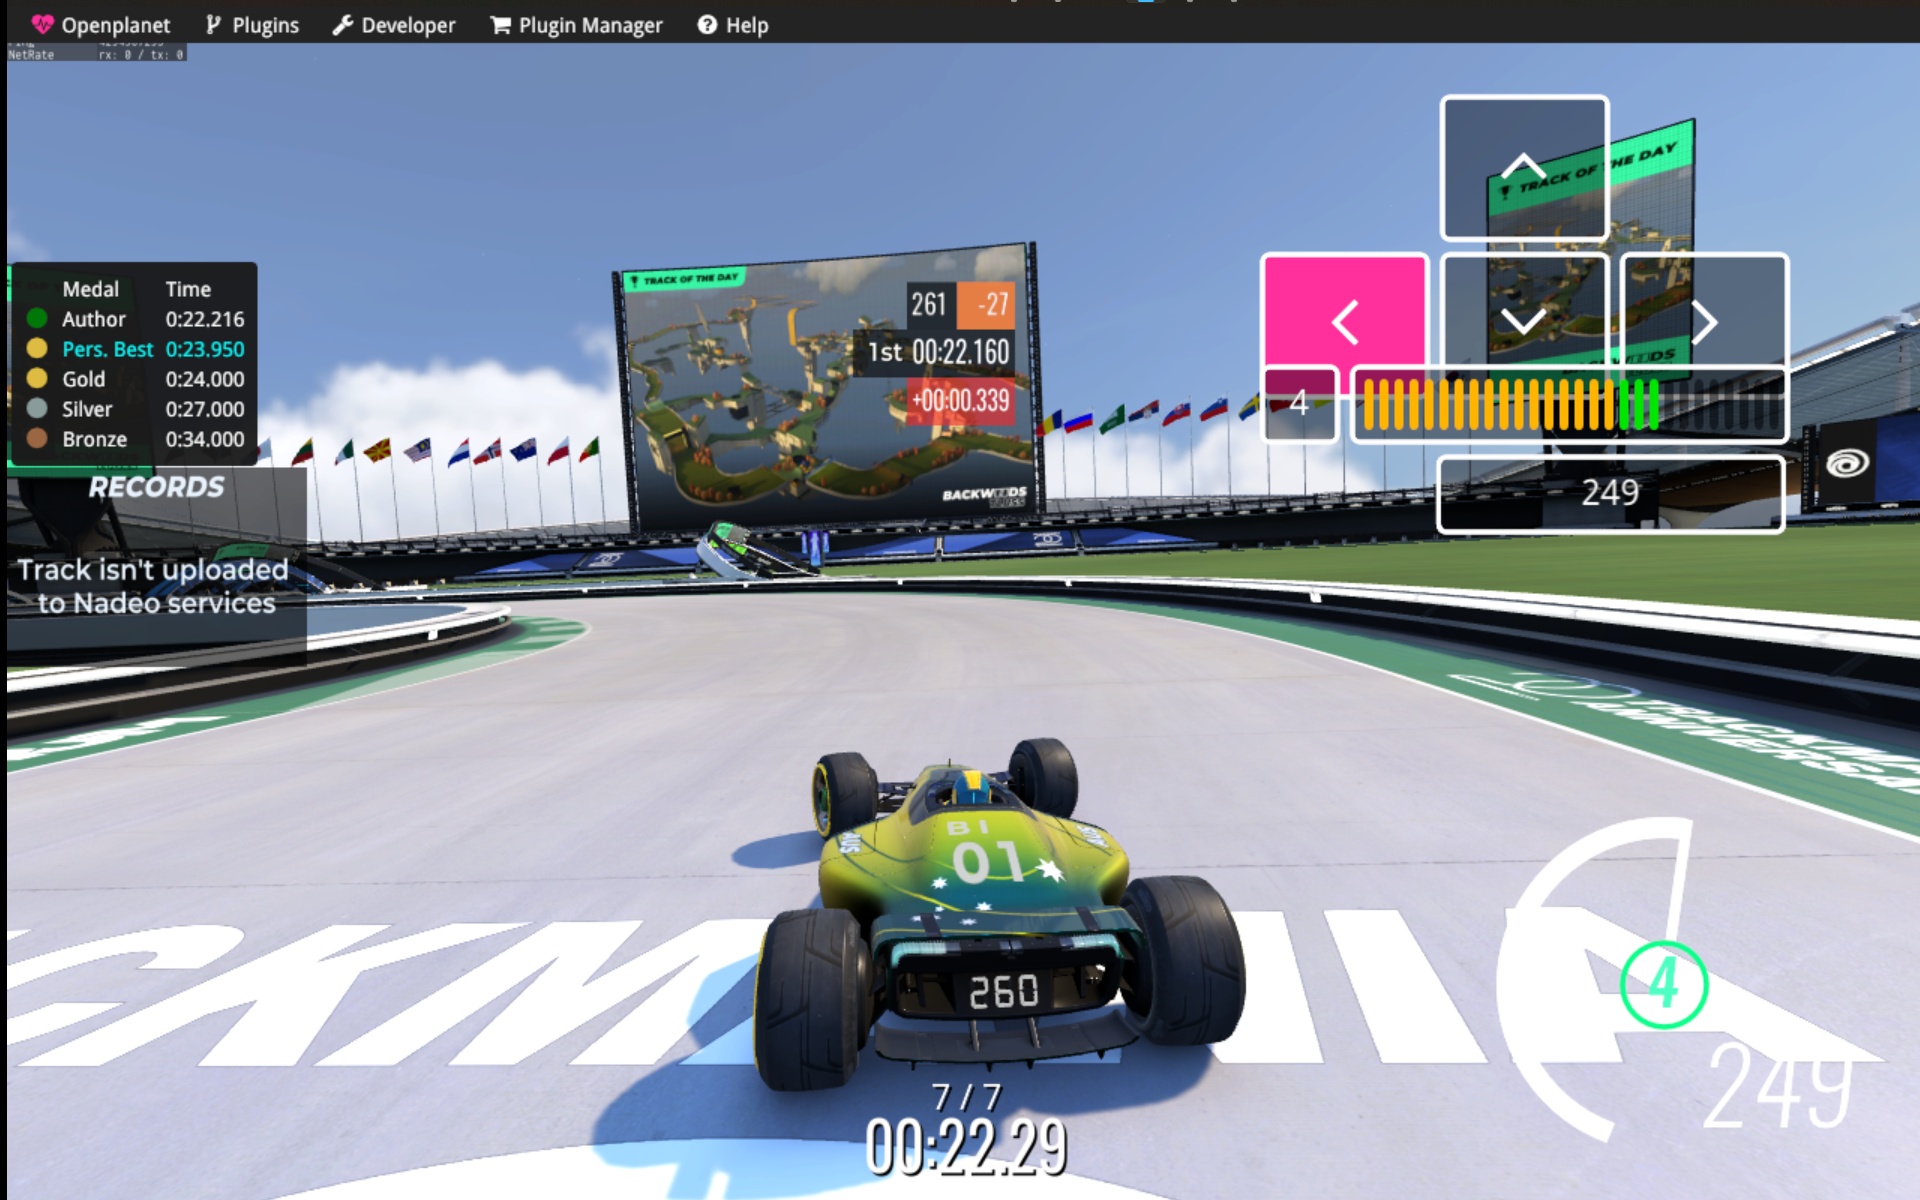 Openplanet Plugins Developer Plugin Manager Help
NetRate rx: 0 / tx: 0
TRACK OF THE DAY
TRACK OF THE DAY
261 -27
1st 00:22.160
+00:00.339
BACKWOODS
Medal Time
Author 0:22.216
Pers. Best 0:23.950
Gold 0:24.000
Silver 0:27.000
Bronze 0:34.000
4
249
RECORDS
Track isn't uploaded
to Nadeo services
AUS
BI
01
260
4
249
7 / 7
00:22.29